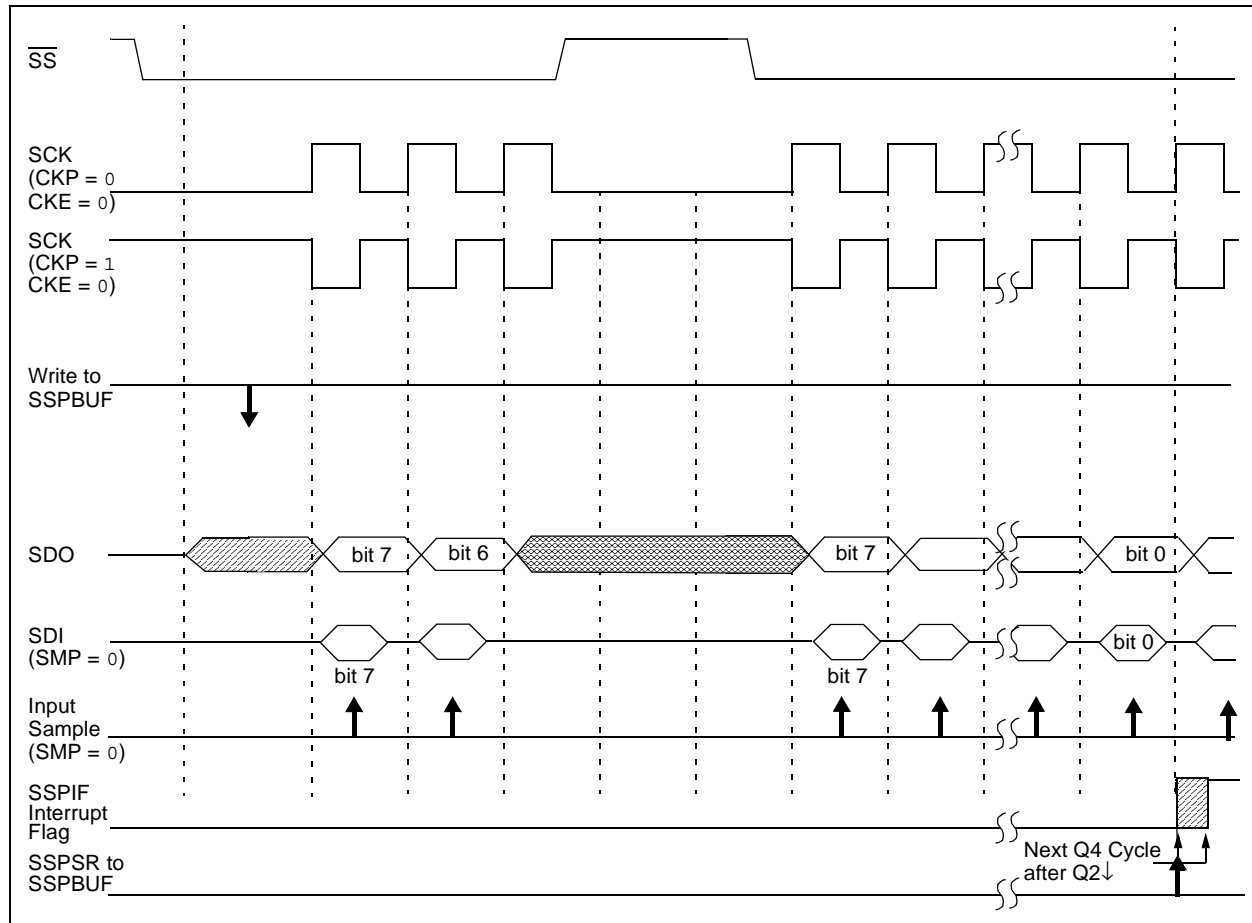 SS
SCK
(CKP = 0
CKE = 0)
SCK
(CKP = 1
CKE = 0)
Write to
SSPBUF
SDO
bit 7
bit 6
bit 7
bit 0
SDI
(SMP = 0)
bit 7
bit 7
bit 0
Input
Sample
(SMP = 0)
SSPIF
Interrupt
Flag
SSPSR to
SSPBUF
Next Q4 Cycle
after Q2↓